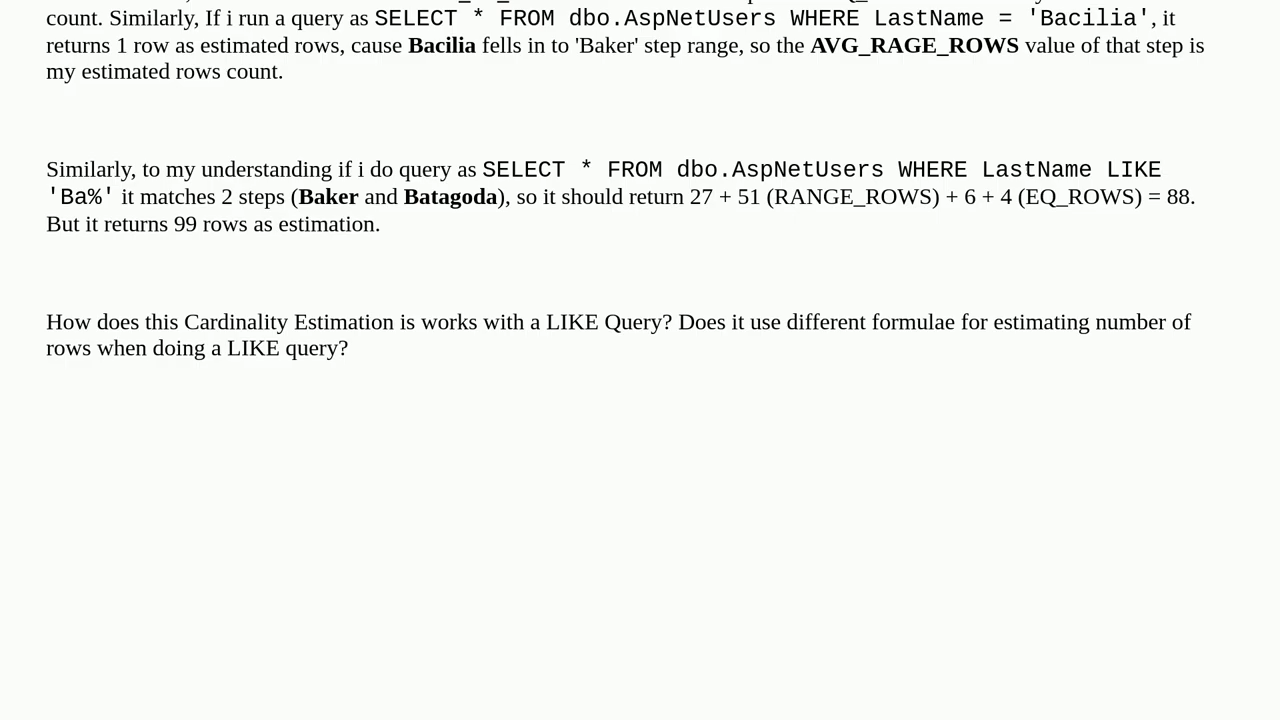 count. Similarly, If i run a query as SELECT * FROM dbo.AspNetUsers WHERE LastName = 'Bacilia', it
returns 1 row as estimated rows, cause Bacilia fells in to 'Baker' step range, so the AVG_RAGE_ROWS value of that step is
my estimated rows count.
Similarly, to my understanding if i do query as SELECT * FROM dbo.AspNetUsers WHERE LastName LIKE
'Ba%' it matches 2 steps (Baker and Batagoda), so it should return 27 + 51 (RANGE_ROWS) + 6 + 4 (EQ_ROWS) = 88.
But it returns 99 rows as estimation.
How does this Cardinality Estimation is works with a LIKE Query? Does it use different formulae for estimating number of
rows when doing a LIKE query?